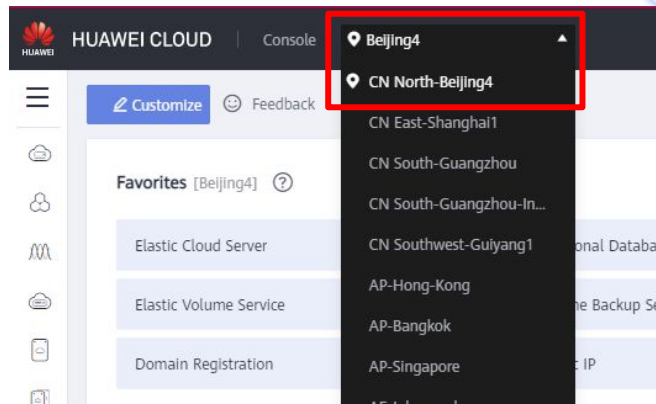 HUAWEI
HUAWEI CLOUD
Console
Beijing4
CN North-Beijing4
Customize
Feedback
CN East-Shanghai1
CN South-Guangzhou
CN South-Guangzhou-In...
CN Southwest-Guiyang1
AP-Hong-Kong
AP-Bangkok
AP-Singapore
Favorites [Beijing4] ?
Elastic Cloud Server
Elastic Volume Service
Domain Registration
onal Databa
ne Backup Se
IP